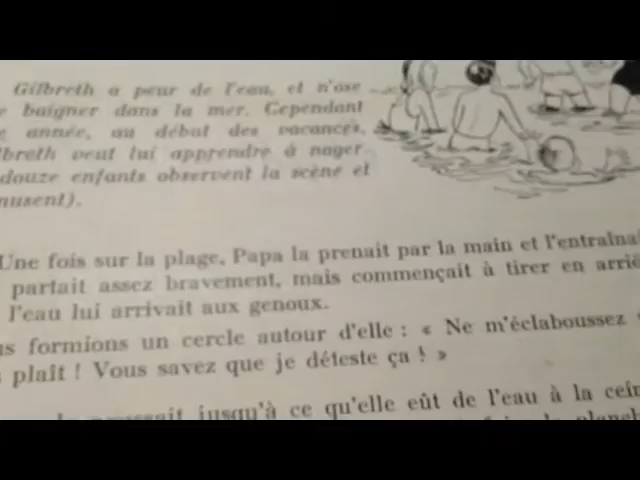 Gilbreth a peur de l'eau, et n'ose
baigner dans la mer. Cependant
année, au début des vacances,
lbreth veut lui apprendre à nager.
douze enfants observent la scène et
musent).
Une fois sur la plage, Papa la prenait par la main et l'entraîna
partait assez bravement, mais commençait à tirer en arriè
l'eau lui arrivait aux genoux.
us formions un cercle autour d'elle : « Ne m'éclaboussez
plaît ! Vous savez que je déteste ça ! »
jusqu'à ce qu'elle eût de l'eau à la cein